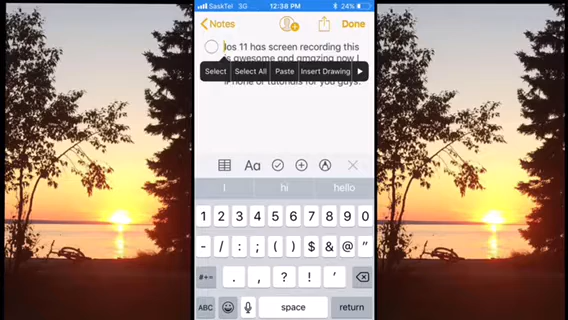 SaskTel 3G 12:38 PM
Notes Done
Ios 11 has screen recording this
is awesome and amazing now I
Select Select All Paste Insert Drawing
iPhone or tutorials for you guys.
Aa
I hi hello
1 2 3 4 5 6 7 8 9 0
- / : ; ( ) $ & @ "
#+= . , ? ! '
ABC space return